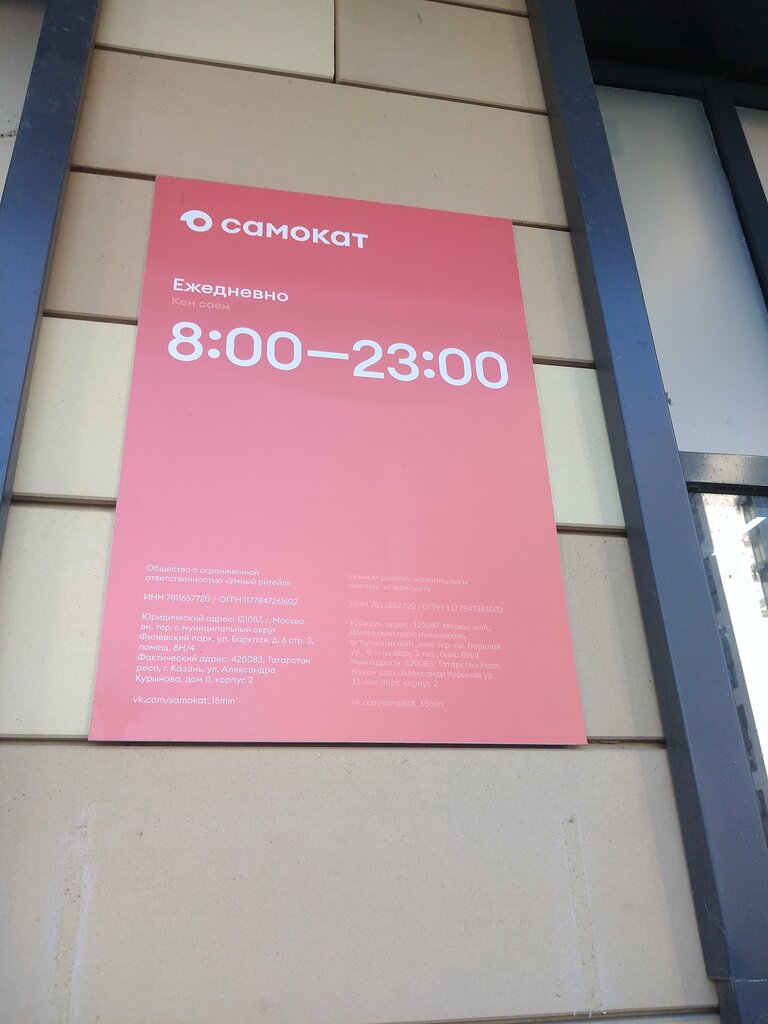 самокат
Ежедневно
Көн саен
8:00—23:00
Общество с ограниченной
ответственностью «Умный ритейл»
ИНН 7811657720 / ОГРН 1177847261602
Юридический адрес: 121087, г. Москва,
вн. тер. г. муниципальный округ
Филевский парк, ул. Барклая, д. 6 стр. 3,
помещ. 8Н/4
Фактический адрес: 420083, Татарстан
респ, г. Казань, ул. Александра
Курынова, дом 11, корпус 2
vk.com/samokat_15min
«Умный ритейл» җаваплылыгы
чикләнгән җәмгыяте
ИНН 7811657720 / ОГРН 1177847261602
Юридик адрес: 121087, Мәскәү шәһ.,
Филевский парк муниципаль
округының шәһ. эчке тер-се, Барклай
ур., 6-нчы йорт, 3 төз., бина 8Н/4
Чын адресы: 420083, Татарстан Респ,
Казан шәһ., Александр Курынов ур.,
11-нче йорт, корпус 2
vk.com/samokat_15min